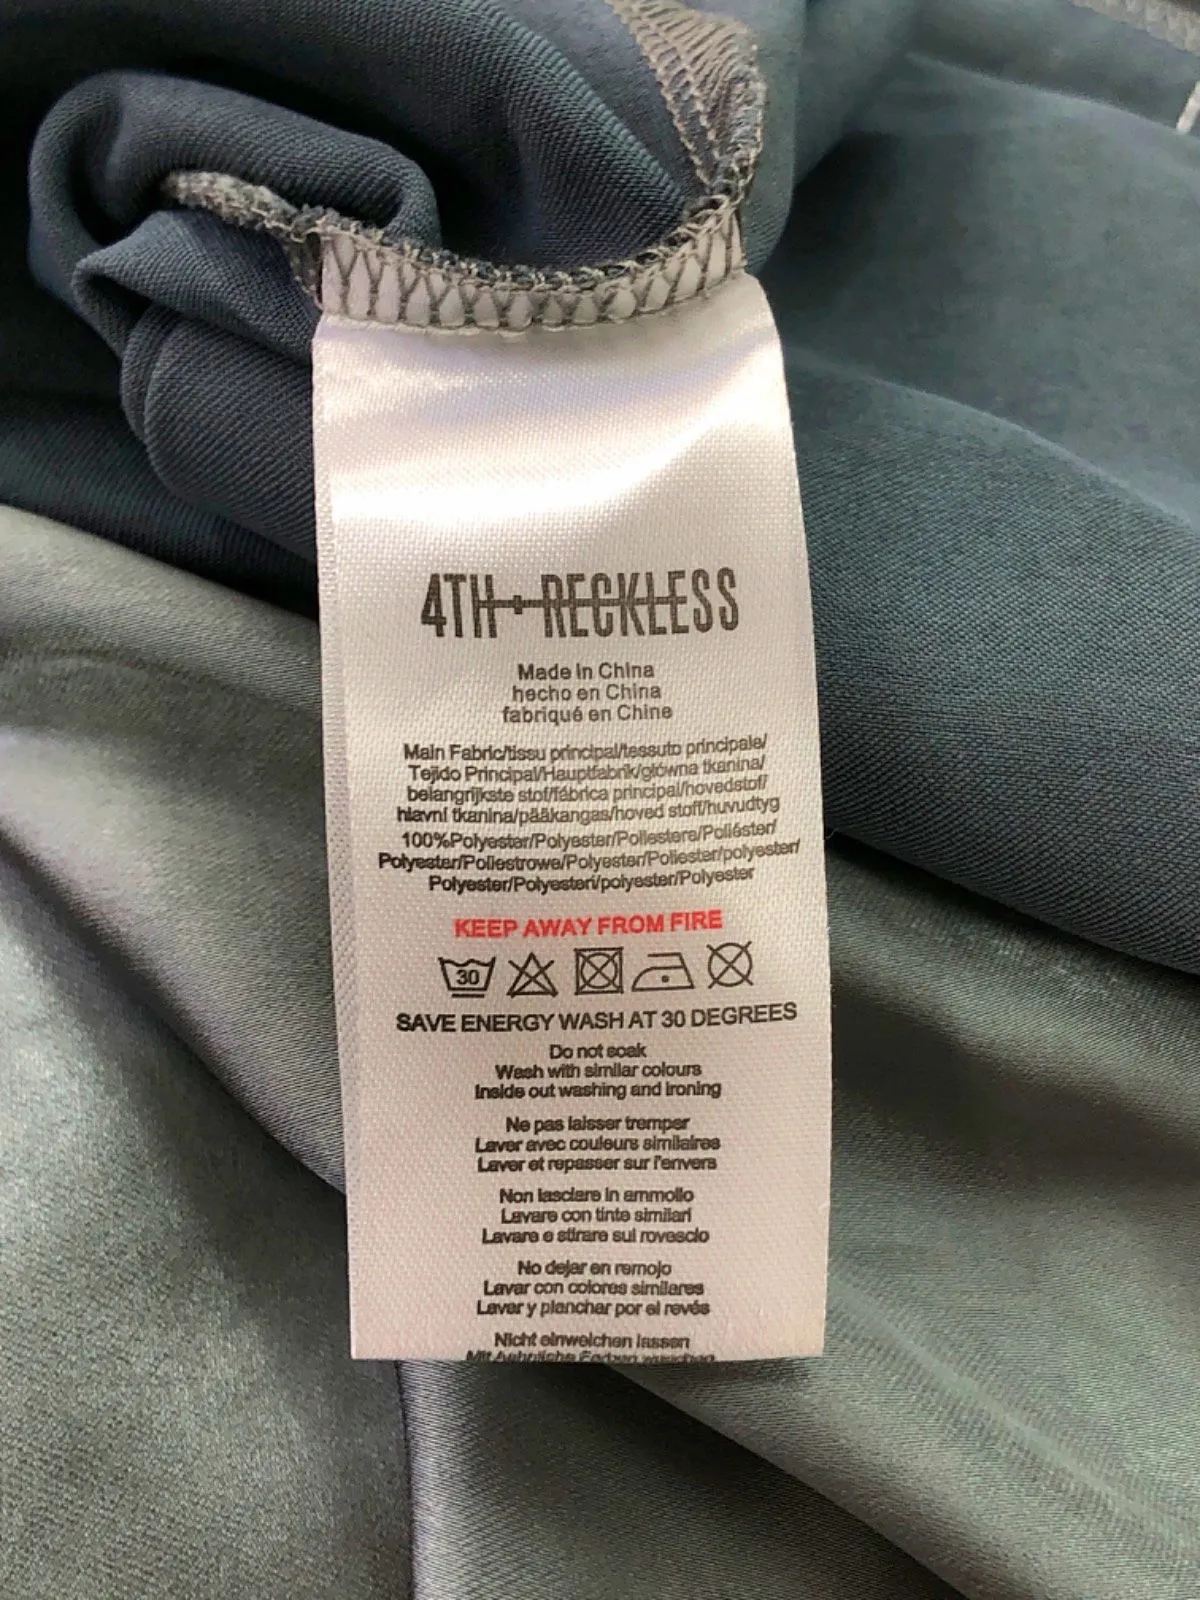 4TH + RECKLESS
Made in China
hecho en China
fabriqué en Chine
Main Fabric/tissu principal/tessuto principale/
Tejido Principal/Hauptfabrik/główna tkanina/
belangrijkste stof/fábrica principal/hovedstof/
hlavní tkanina/pääkangas/hoved stoff/huvudtyg
100%Polyester/Polyester/Poliestere/Poliéster/
Polyester/Poliestrowe/Polyester/Poliester/polyester/
Polyester/Polyesteri/polyester/Polyester
KEEP AWAY FROM FIRE
30
SAVE ENERGY WASH AT 30 DEGREES
Do not soak
Wash with similar colours
Inside out washing and ironing
Ne pas laisser tremper
Laver avec couleurs similaires
Laver et repasser sur l'envers
Non lasciare in ammollo
Lavare con tinte similari
Lavare e stirare sul rovescio
No dejar en remojo
Lavar con colores similares
Lavar y planchar por el revés
Nicht einweichen lassen
Mit